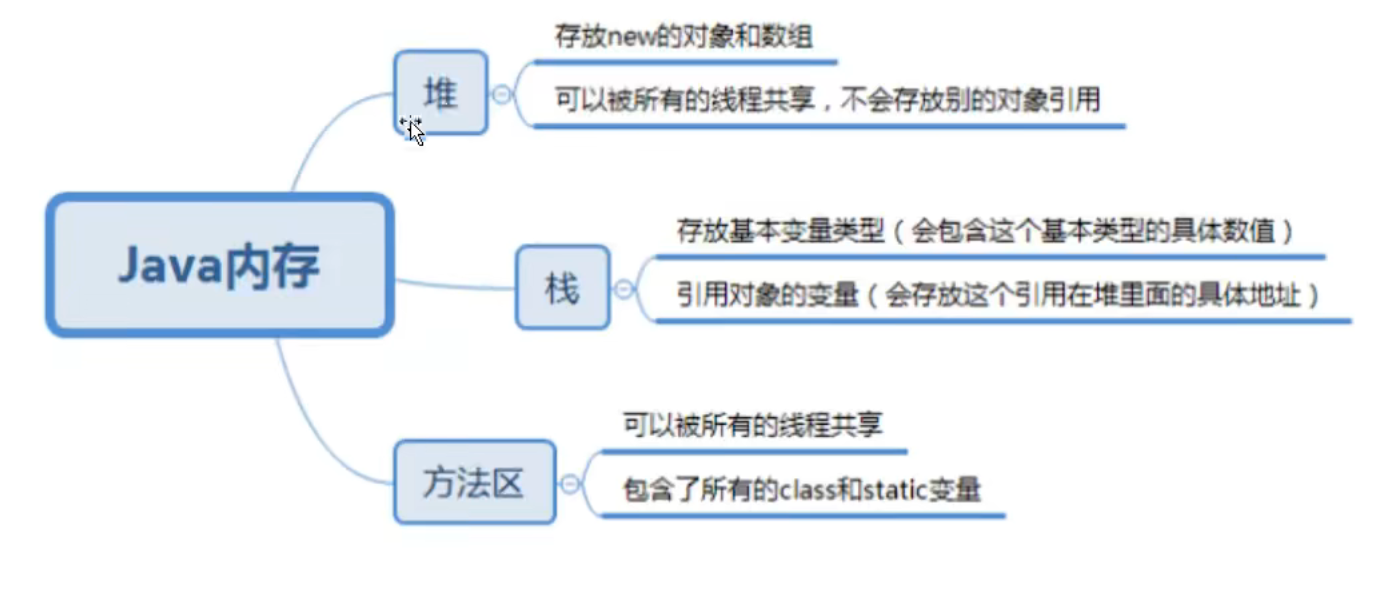 存放new的对象和数组
堆
可以被所有的线程共享，不会存放别的对象引用
存放基本变量类型（会包含这个基本类型的具体数值）
Java内存
栈
引用对象的变量（会存放这个引用在堆里面的具体地址）
可以被所有的线程共享
方法区
包含了所有的class和static变量